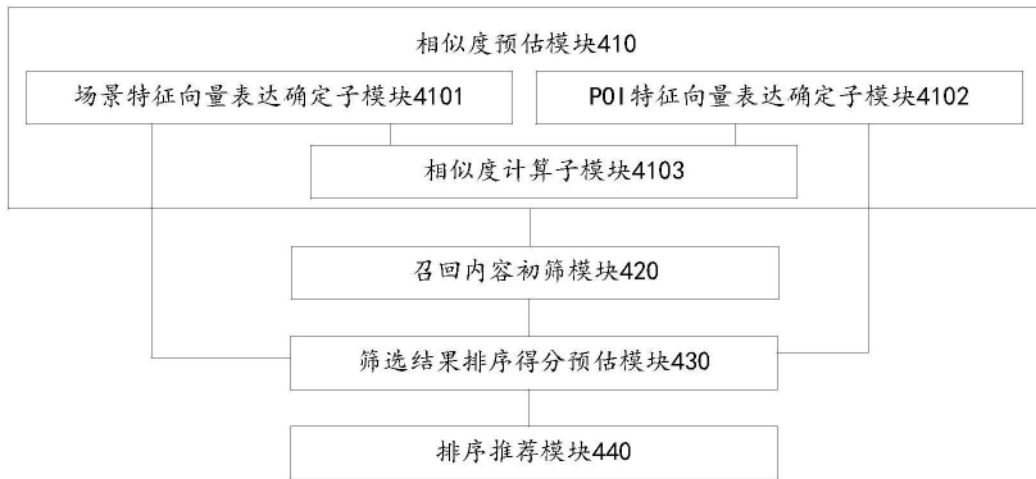 相似度预估模块410
场景特征向量表达确定子模块4101
POI特征向量表达确定子模块4102
相似度计算子模块4103
召回内容初筛模块420
筛选结果排序得分预估模块430
排序推荐模块440